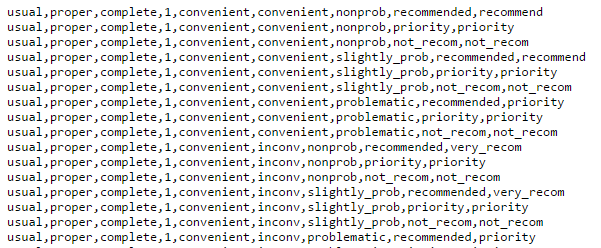 usual,proper,complete,1,convenient,convenient,nonprob,recommended,recommend
usual,proper,complete,1,convenient,convenient,nonprob,priority,priority
usual,proper,complete,1,convenient,convenient,nonprob,not_recom,not_recom
usual,proper,complete,1,convenient,convenient,slightly_prob,recommended,recommend
usual,proper,complete,1,convenient,convenient,slightly_prob,priority,priority
usual,proper,complete,1,convenient,convenient,slightly_prob,not_recom,not_recom
usual,proper,complete,1,convenient,convenient,problematic,recommended,priority
usual,proper,complete,1,convenient,convenient,problematic,priority,priority
usual,proper,complete,1,convenient,convenient,problematic,not_recom,not_recom
usual,proper,complete,1,convenient,inconv,nonprob,recommended,very_recom
usual,proper,complete,1,convenient,inconv,nonprob,priority,priority
usual,proper,complete,1,convenient,inconv,nonprob,not_recom,not_recom
usual,proper,complete,1,convenient,inconv,slightly_prob,recommended,very_recom
usual,proper,complete,1,convenient,inconv,slightly_prob,priority,priority
usual,proper,complete,1,convenient,inconv,slightly_prob,not_recom,not_recom
usual,proper,complete,1,convenient,inconv,problematic,recommended,priority